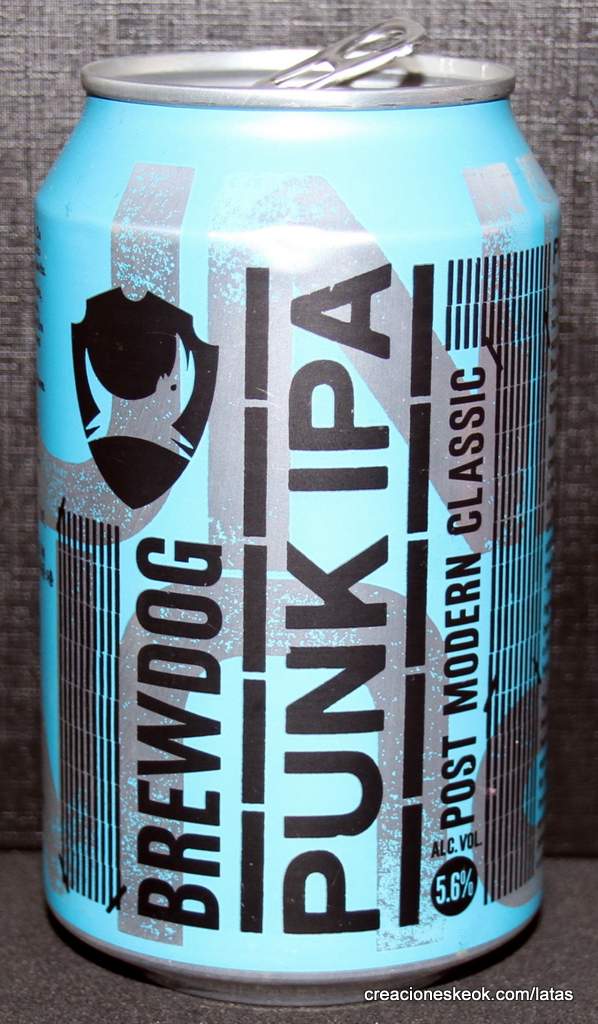 BREWDOG
PUNK IPA
POST MODERN CLASSIC
ALC. VOL.
5.6%
creacioneskeok.com/latas